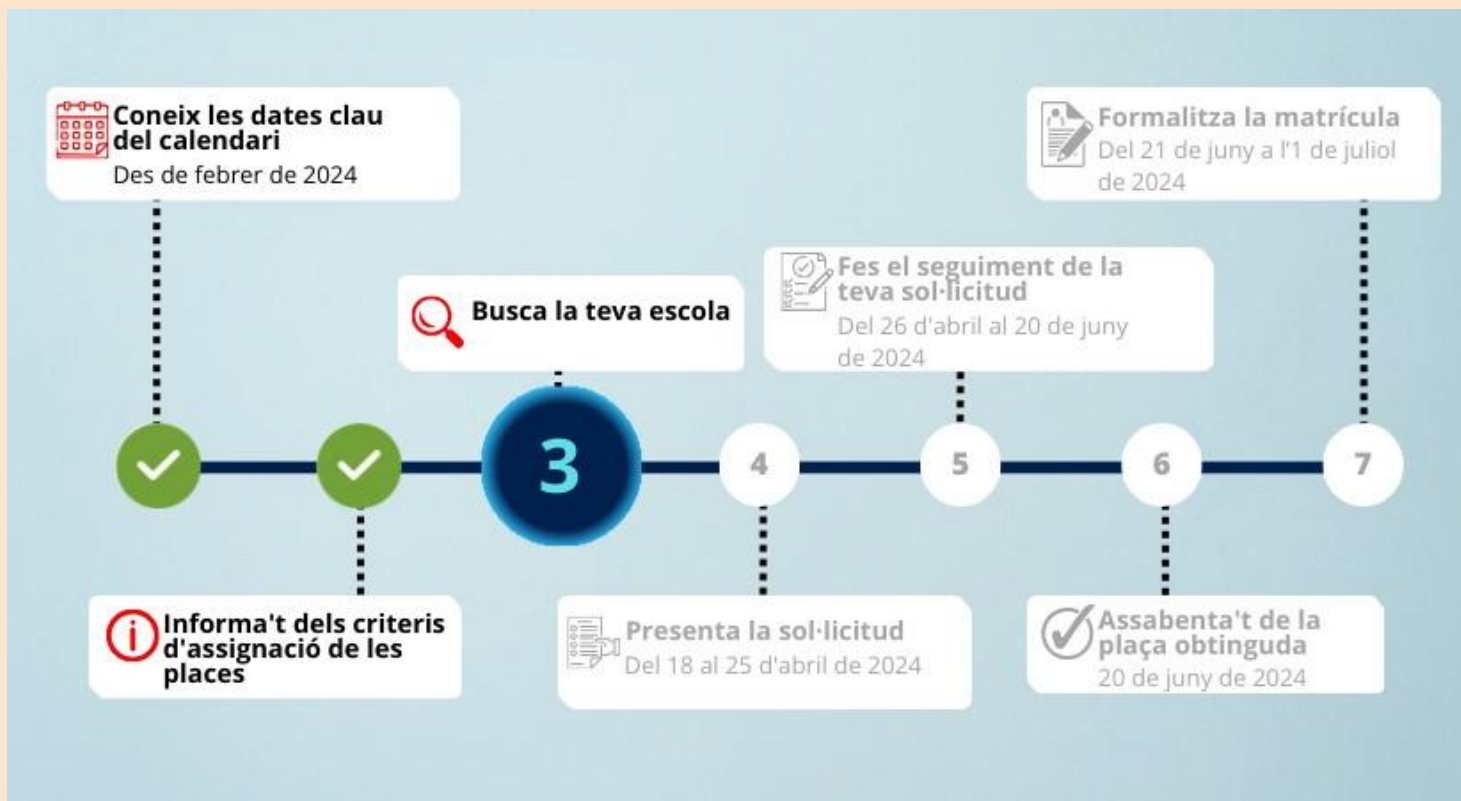 Coneix les dates clau
del calendari
Des de febrer de 2024
Informa't dels criteris
d'assignació de les
places
Busca la teva escola
3
Presenta la sol·licitud
Del 18 al 25 d'abril de 2024
4
Fes el seguiment de la
teva sol·licitud
Del 26 d'abril al 20 de juny
de 2024
5
Assabenta't de la
plaça obtinguda
20 de juny de 2024
6
Formalitza la matrícula
Del 21 de juny a l'1 de juliol
de 2024
7